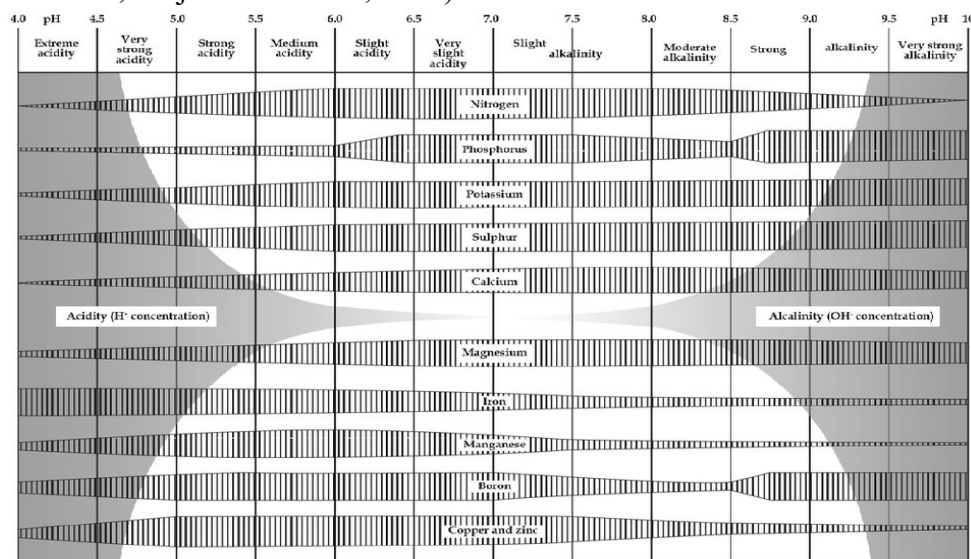 4.0 pH 4.5 5.0 5.5 6.0 6.5 7.0 7.5 8.0 8.5 9.0 9.5 pH 10.0
Extreme
acidity
Very
strong
acidity
Strong
acidity
Medium
acidity
Slight
acidity
Very
slight
acidity
Slight
alkalinity
Moderate
alkalinity
Strong
alkalinity
Very strong
alkalinity
Nitrogen
Phosphorus
Potassium
Sulphur
Calcium
Acidity (H⁺ concentration)
Alcalinity (OH⁻ concentration)
Magnesium
Iron
Manganese
Boron
Copper and zinc